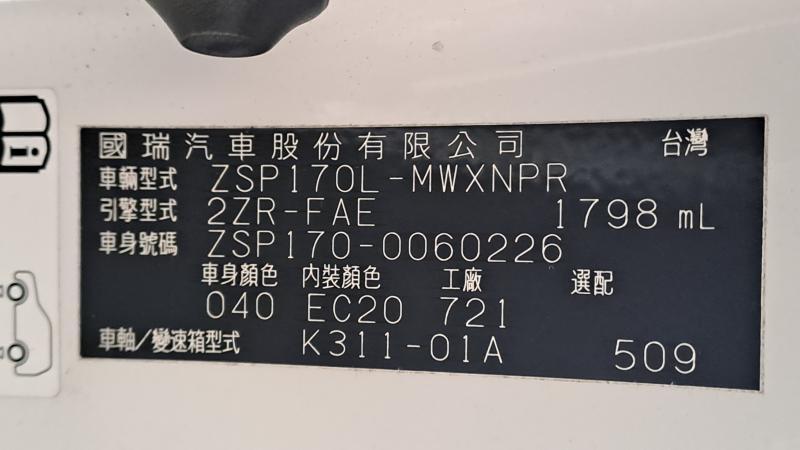 國瑞汽車股份有限公司 台灣
車輛型式 ZSP170L-MWXNPR
引擎型式 2ZR-FAE 1798 mL
車身號碼 ZSP170-0060226
車身顏色 內裝顏色 工廠 選配
040 EC20 721
車軸/變速箱型式 K311-01A 509